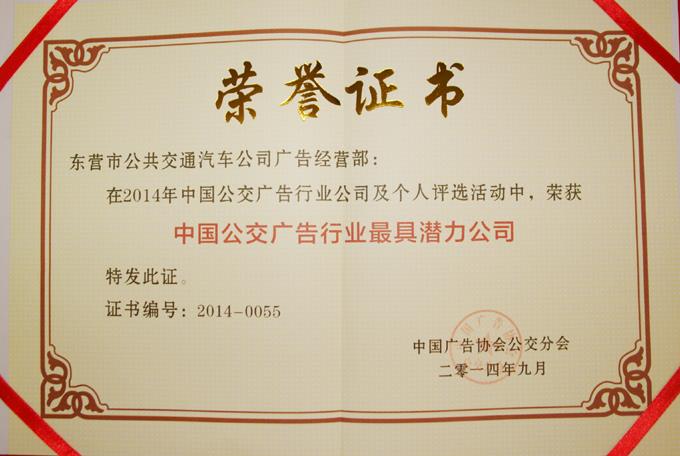 荣誉证书
东营市公共交通汽车公司广告经营部：
在2014年中国公交广告行业公司及个人评选活动中，荣获
中国公交广告行业最具潜力公司
特发此证。
证书编号：2014-0055
中国广告协会公交分会
二零一四年九月